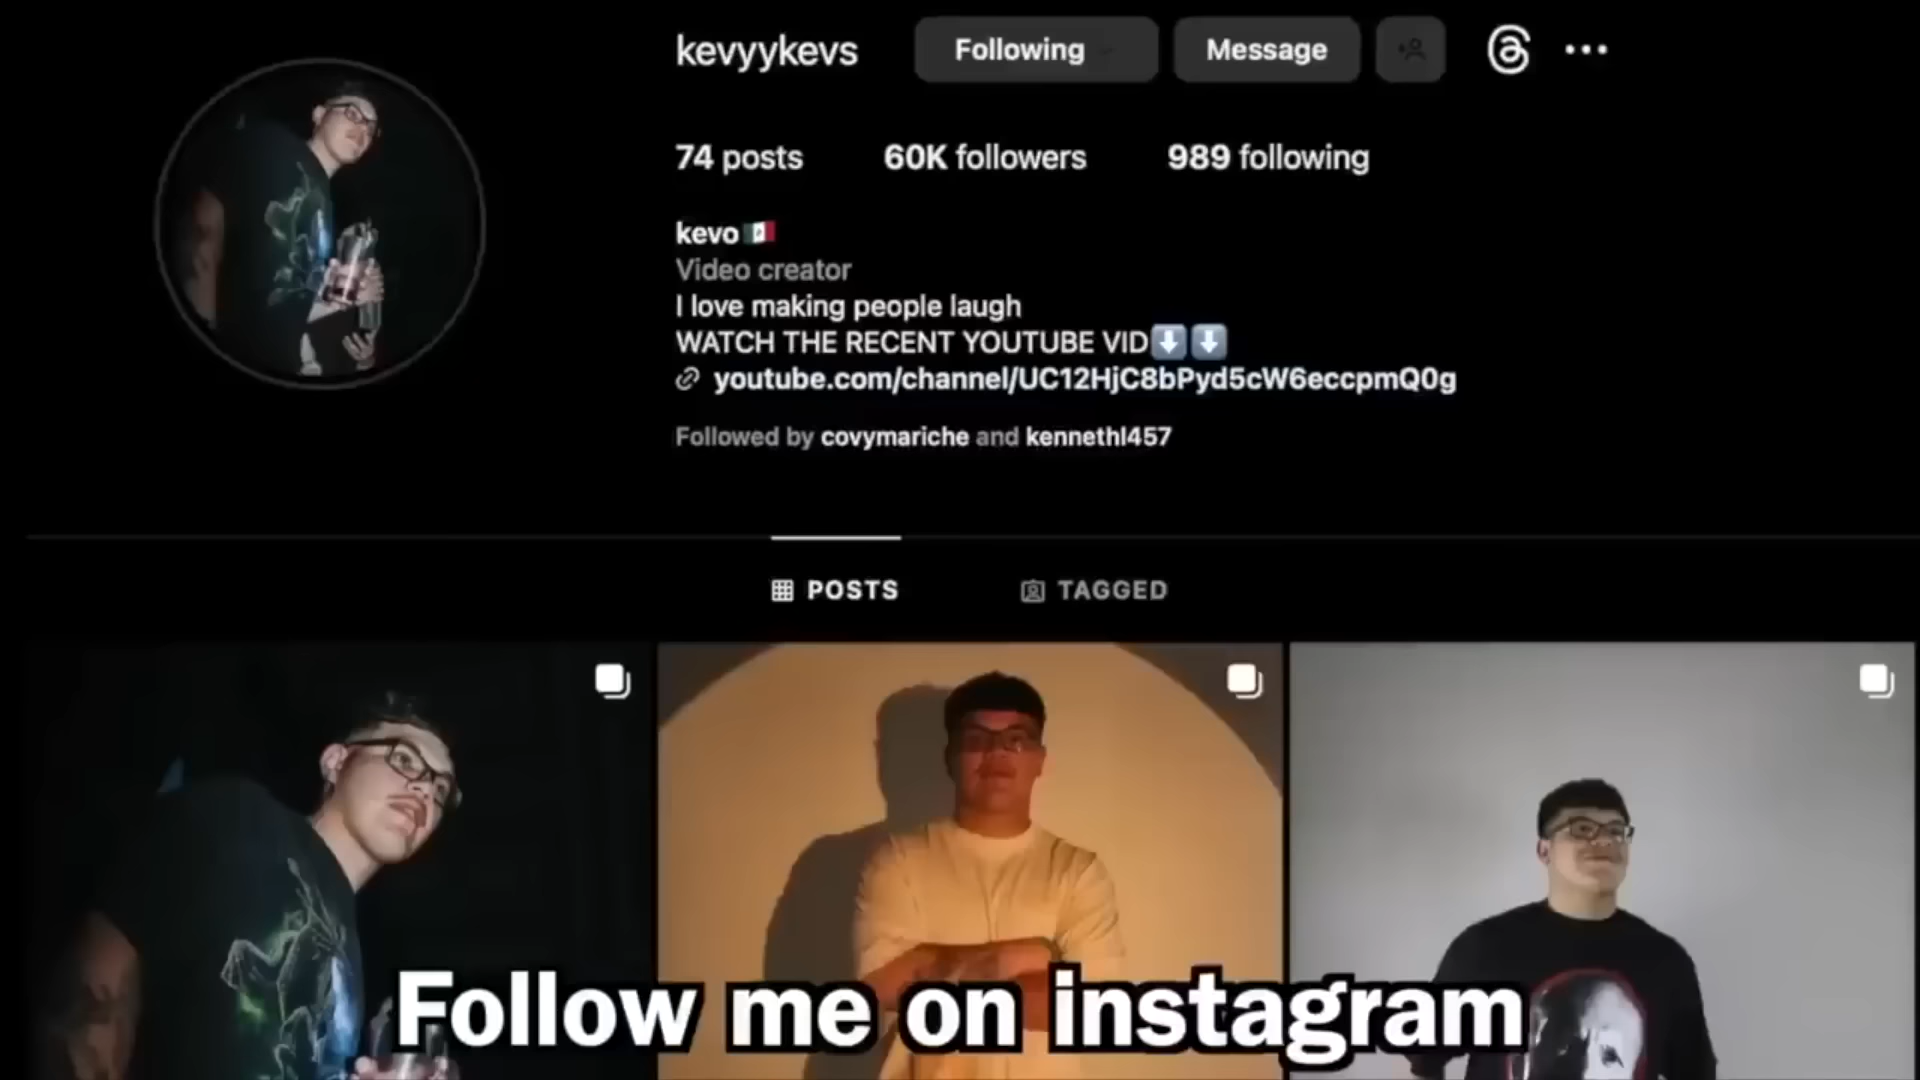 kevyykevs Following Message
74 posts 60K followers 989 following
kevo🇲🇽
Video creator
I love making people laugh
WATCH THE RECENT YOUTUBE VID⬇️⬇️
youtube.com/channel/UC12HjC8bPyd5cW6eccpmQ0g
Followed by covymariche and kennethl457
POSTS TAGGED
Follow me on instagram